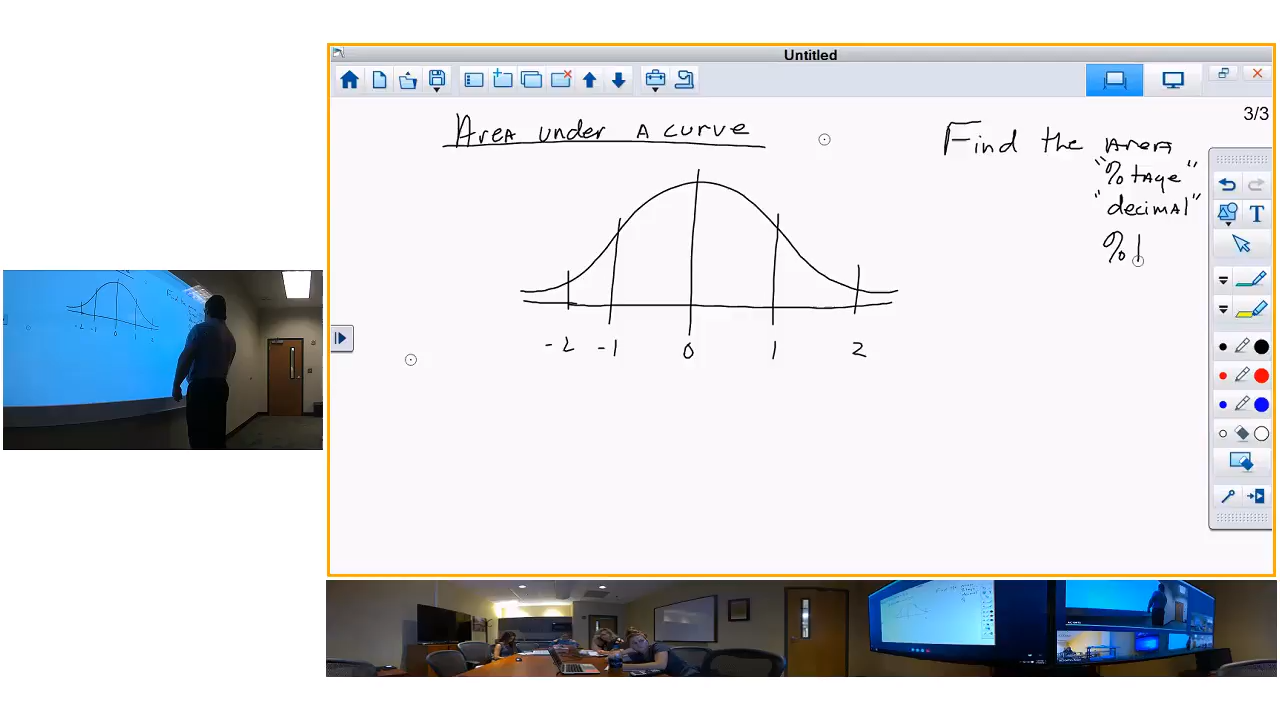 Untitled
3/3
Area under a curve
Find the area
"%tage"
"decimal"
%
-2 -1 0 1 2
T